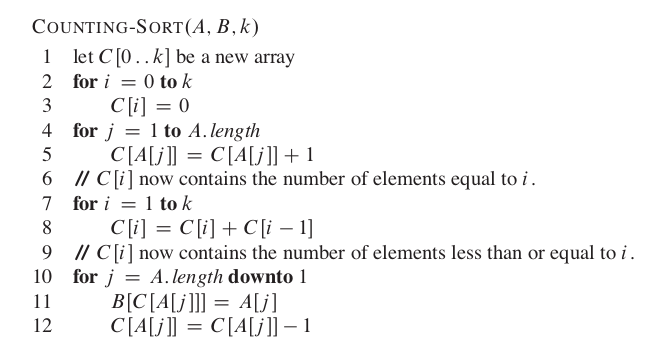 COUNTING-SORT(A, B, k)
1 let C[0..k] be a new array
2 for i = 0 to k
3 C[i] = 0
4 for j = 1 to A.length
5 C[A[j]] = C[A[j]] + 1
6 // C[i] now contains the number of elements equal to i.
7 for i = 1 to k
8 C[i] = C[i] + C[i − 1]
9 // C[i] now contains the number of elements less than or equal to i.
10 for j = A.length downto 1
11 B[C[A[j]]] = A[j]
12 C[A[j]] = C[A[j]] − 1